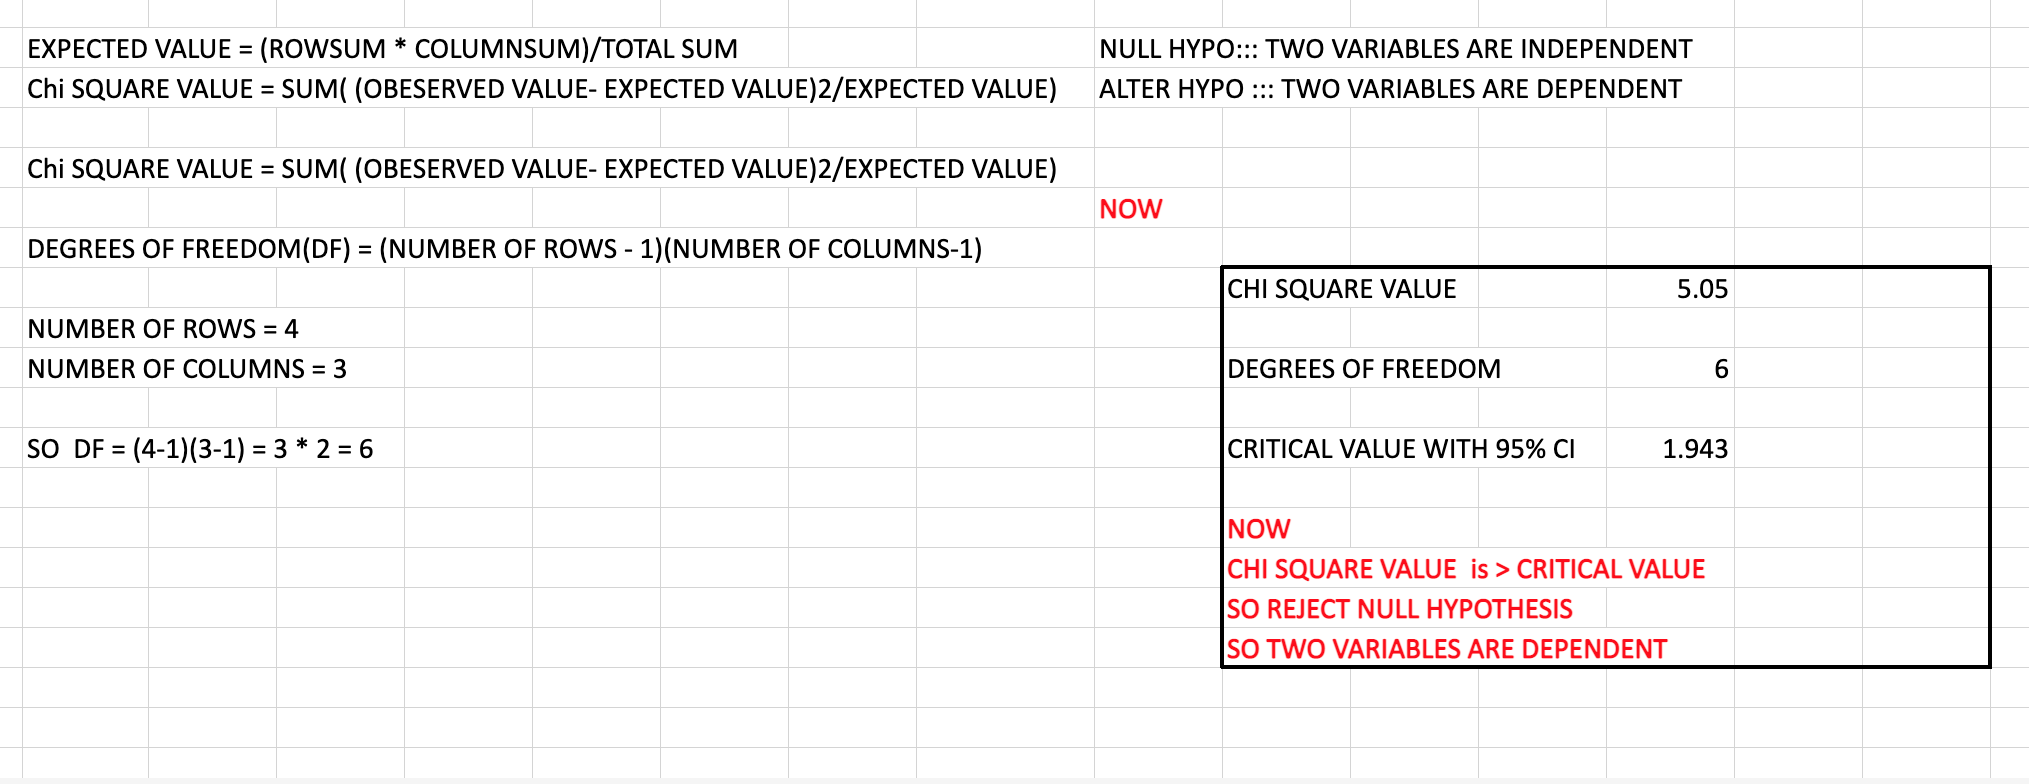 EXPECTED VALUE = (ROWSUM * COLUMNSUM)/TOTAL SUM
Chi SQUARE VALUE = SUM( (OBESERVED VALUE- EXPECTED VALUE)2/EXPECTED VALUE)
Chi SQUARE VALUE = SUM( (OBESERVED VALUE- EXPECTED VALUE)2/EXPECTED VALUE)
DEGREES OF FREEDOM(DF) = (NUMBER OF ROWS - 1)(NUMBER OF COLUMNS-1)
NUMBER OF ROWS = 4
NUMBER OF COLUMNS = 3
SO  DF = (4-1)(3-1) = 3 * 2 = 6
NULL HYPO::: TWO VARIABLES ARE INDEPENDENT
ALTER HYPO ::: TWO VARIABLES ARE DEPENDENT
NOW
CHI SQUARE VALUE 5.05
DEGREES OF FREEDOM 6
CRITICAL VALUE WITH 95% CI 1.943
NOW
CHI SQUARE VALUE  is > CRITICAL VALUE
SO REJECT NULL HYPOTHESIS
SO TWO VARIABLES ARE DEPENDENT